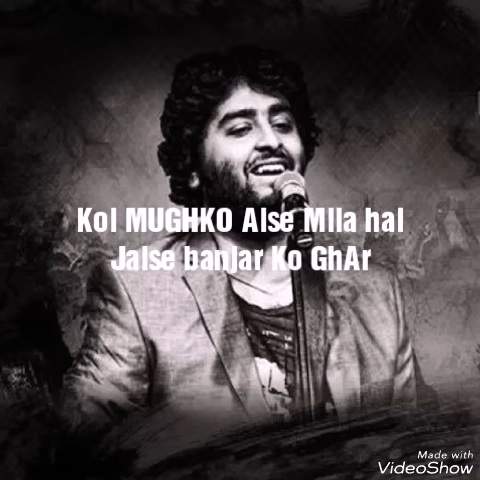 KoI MUGHKO AIse MIla haI
JaIse banJar Ko GhAr
Made with
VideoShow